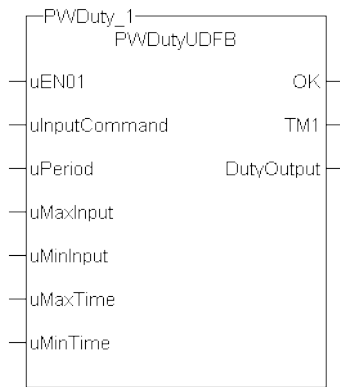 PWDuty_1
PWDutyUDFB
uEN01 OK
uInputCommand TM1
uPeriod DutyOutput
uMaxInput
uMinInput
uMaxTime
uMinTime